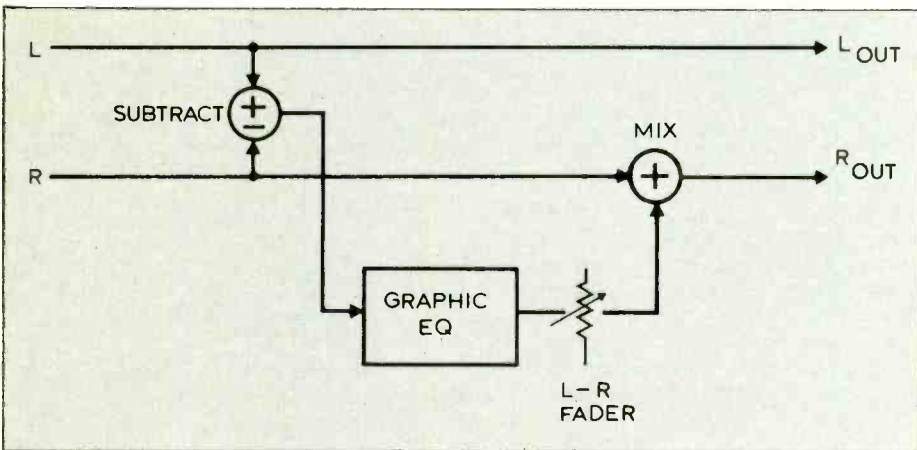 L
L OUT
SUBTRACT
+
−
MIX
R
+
R OUT
GRAPHIC
EQ
L–R
FADER